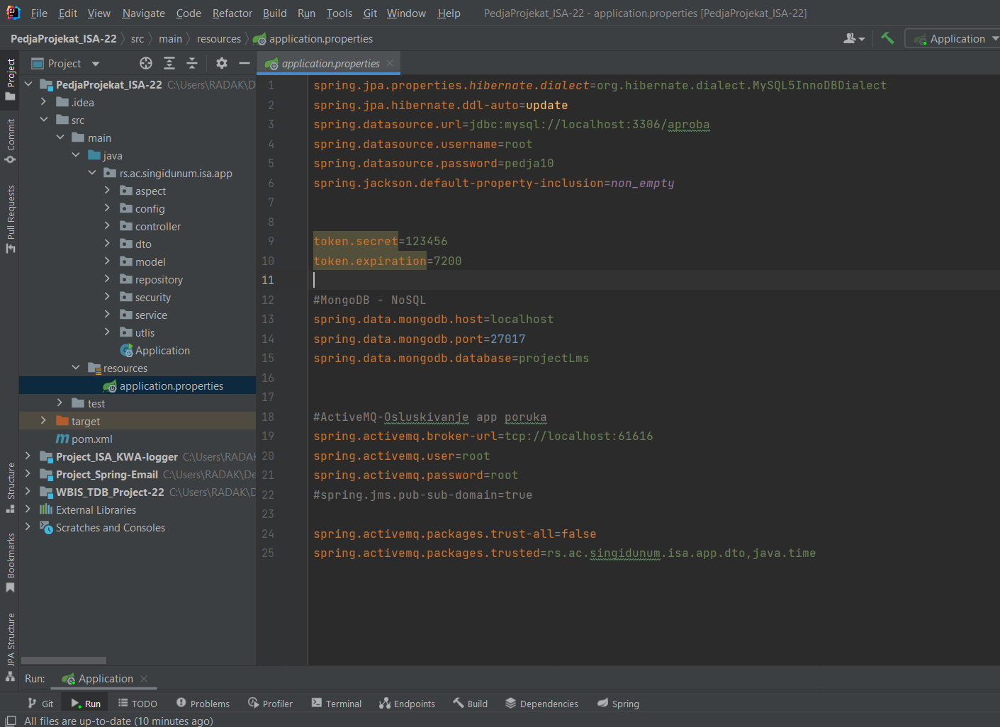 File Edit View Navigate Code Refactor Build Run Tools Git Window Help PedjaProjekat_ISA-22 - application.properties [PedjaProjekat_ISA-22]
PedjaProjekat_ISA-22 src main resources application.properties Application
Project
Commit
Pull Requests
Structure
Bookmarks
JPA Structure
Project
PedjaProjekat_ISA-22 C:\Users\RADAK\D
.idea
src
main
java
rs.ac.singidunum.isa.app
aspect
config
controller
dto
model
repository
security
service
utlis
Application
resources
application.properties
test
target
pom.xml
Project_ISA_KWA-logger C:\Users\RADAK
Project_Spring-Email C:\Users\RADAK\De
WBIS_TDB_Project-22 C:\Users\RADAK\D
External Libraries
Scratches and Consoles
application.properties
1 spring.jpa.properties.hibernate.dialect=org.hibernate.dialect.MySQL5InnoDBDialect
2 spring.jpa.hibernate.ddl-auto=update
3 spring.datasource.url=jdbc:mysql://localhost:3306/aproba
4 spring.datasource.username=root
5 spring.datasource.password=pedja10
6 spring.jackson.default-property-inclusion=non_empty
7
8
9 token.secret=123456
10 token.expiration=7200
11
12 #MongoDB - NoSQL
13 spring.data.mongodb.host=localhost
14 spring.data.mongodb.port=27017
15 spring.data.mongodb.database=projectLms
16
17
18 #ActiveMQ-Osluskivanje app poruka
19 spring.activemq.broker-url=tcp://localhost:61616
20 spring.activemq.user=root
21 spring.activemq.password=root
22 #spring.jms.pub-sub-domain=true
23
24 spring.activemq.packages.trust-all=false
25 spring.activemq.packages.trusted=rs.ac.singidunum.isa.app.dto,java.time
Run: Application
Git Run TODO Problems Profiler Terminal Endpoints Build Dependencies Spring
All files are up-to-date (10 minutes ago)